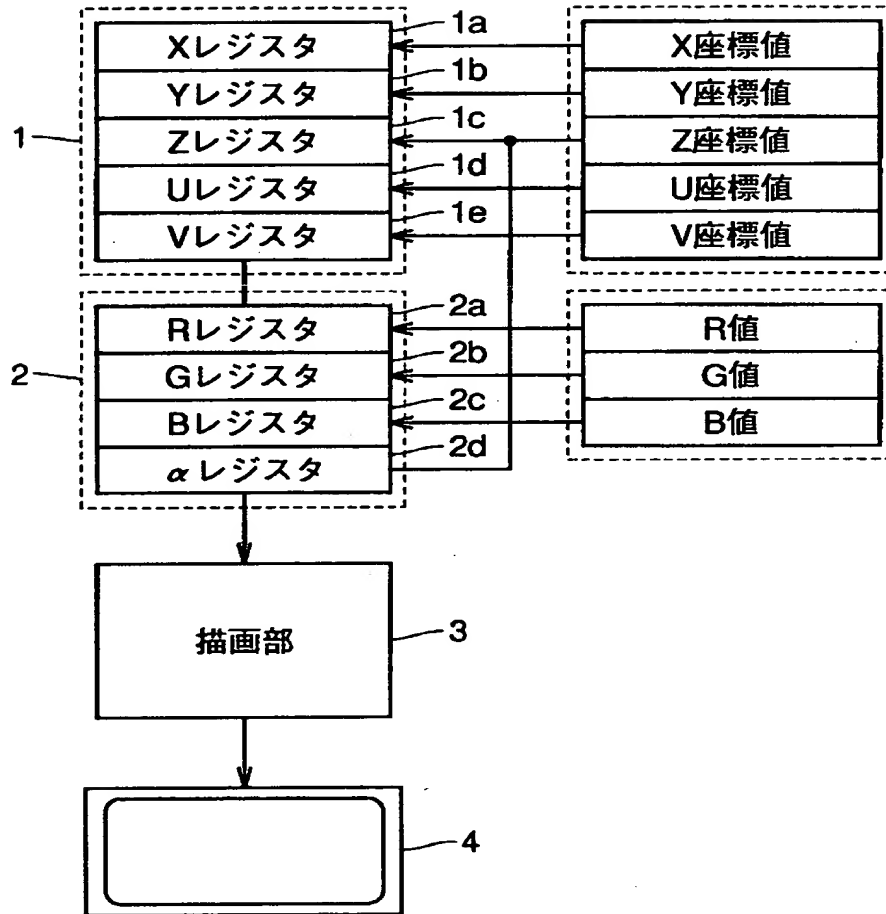 1a
Xレジスタ
X座標値
1b
Yレジスタ
Y座標値
1
1c
Zレジスタ
Z座標値
1d
Uレジスタ
U座標値
1e
Vレジスタ
V座標値
2a
Rレジスタ
R値
2
2b
Gレジスタ
G値
2c
Bレジスタ
B値
2d
αレジスタ
描画部
3
4